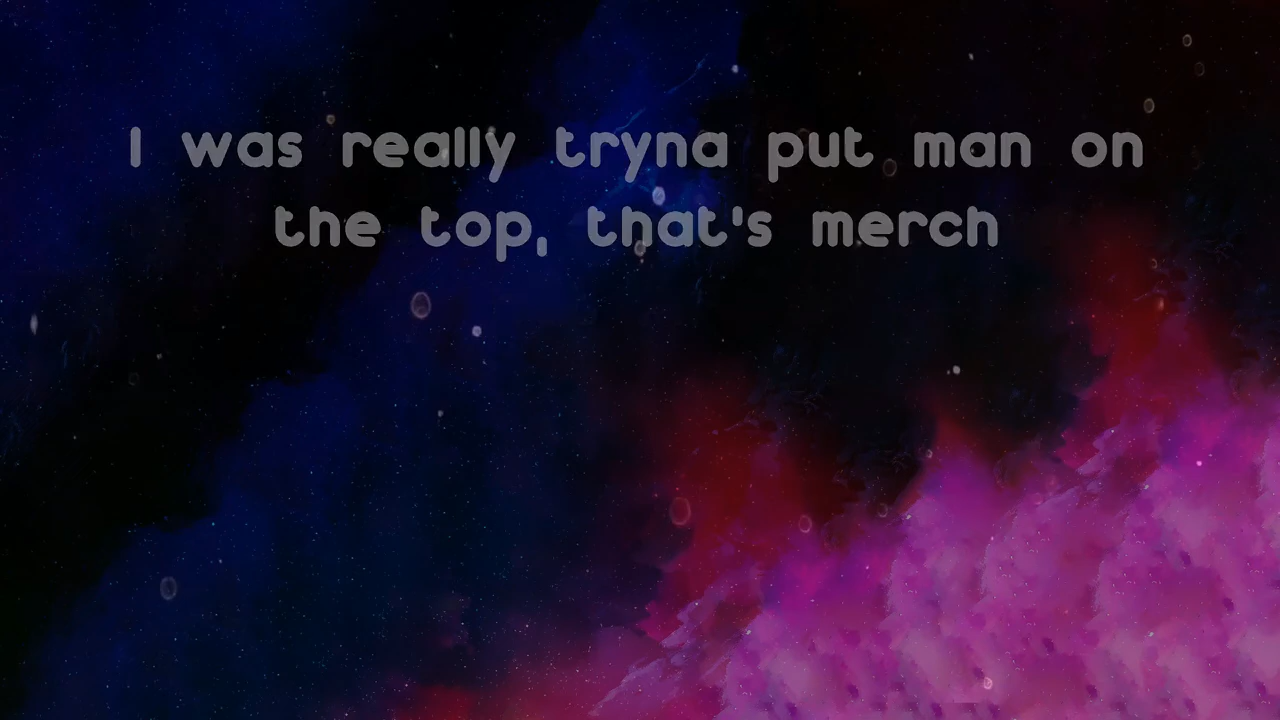 I was really tryna put man on
the top, that's merch